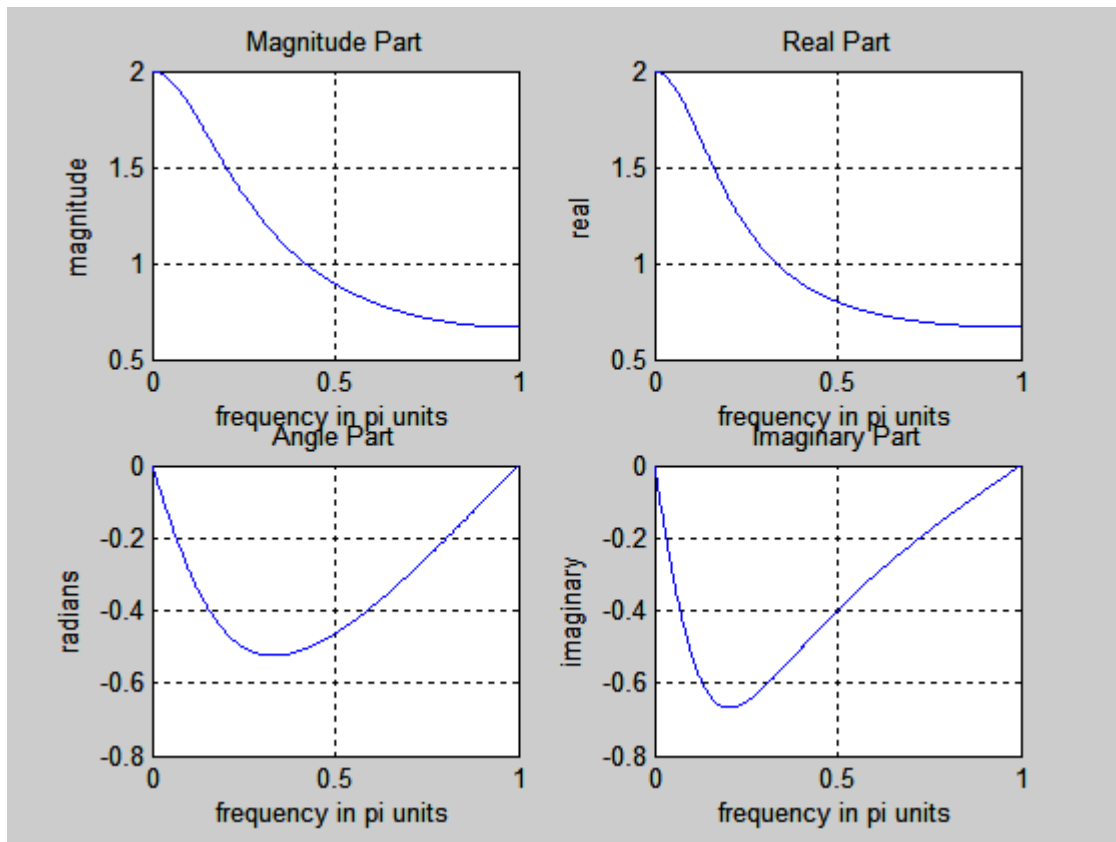 Magnitude Part
2
1.5
1
0.5
magnitude
0 0.5 1
frequency in pi units
Real Part
2
1.5
1
0.5
real
0 0.5 1
frequency in pi units
Angle Part
0
-0.2
-0.4
-0.6
-0.8
radians
0 0.5 1
frequency in pi units
Imaginary Part
0
-0.2
-0.4
-0.6
-0.8
imaginary
0 0.5 1
frequency in pi units